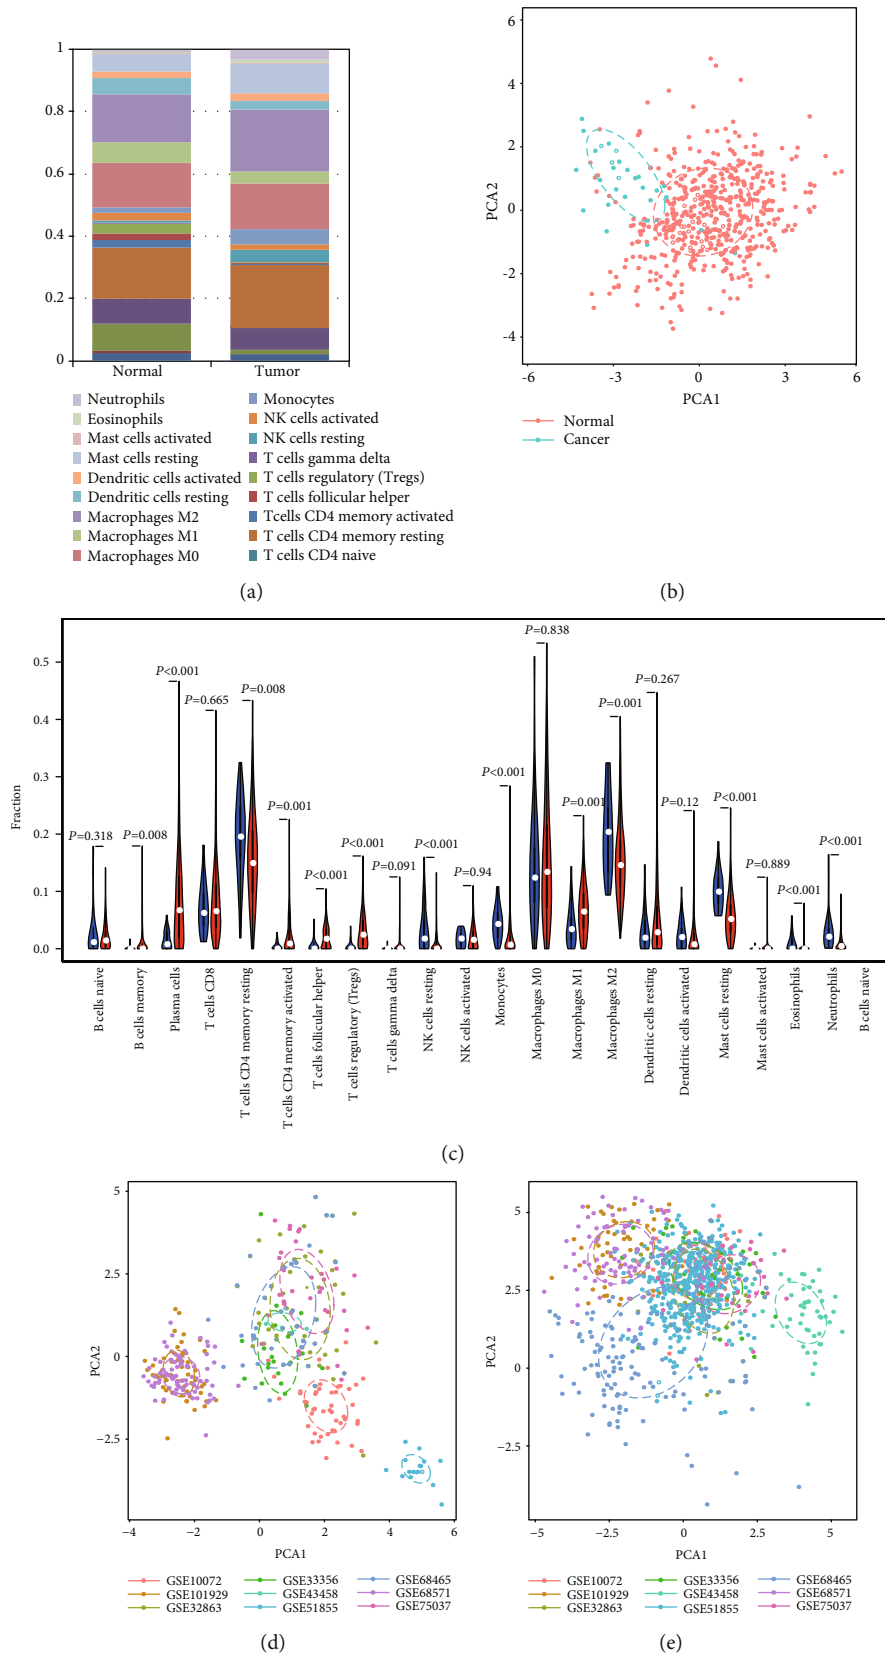 1
0.8
0.6
0.4
0.2
0
Normal Tumor
Neutrophils
Eosinophils
Mast cells activated
Mast cells resting
Dendritic cells activated
Dendritic cells resting
Macrophages M2
Macrophages M1
Macrophages M0
Monocytes
NK cells activated
NK cells resting
T cells gamma delta
T cells regulatory (Tregs)
T cells follicular helper
Tcells CD4 memory activated
T cells CD4 memory resting
T cells CD4 naive
(a)
6
4
2
0
-2
-4
PCA2
-6 -3 0 3 6
PCA1
Normal
Cancer
(b)
Fraction
0.5
0.4
0.3
0.2
0.1
0.0
P=0.318
P=0.008
P<0.001
P=0.665
P=0.008
P=0.001
P<0.001
P<0.001
P=0.091
P<0.001
P=0.94
P<0.001
P=0.838
P=0.001
P=0.001
P=0.267
P=0.12
P<0.001
P=0.889
P<0.001
P<0.001
B cells naive
B cells memory
Plasma cells
T cells CD8
T cells CD4 memory resting
T cells CD4 memory activated
T cells follicular helper
T cells regulatory (Tregs)
T cells gamma delta
NK cells resting
NK cells activated
Monocytes
Macrophages M0
Macrophages M1
Macrophages M2
Dendritic cells resting
Dendritic cells activated
Mast cells resting
Mast cells activated
Eosinophils
Neutrophils
B cells naive
(c)
5
2.5
0
−2.5
PCA2
−4 −2 0 2 4 6
PCA1
GSE10072
GSE101929
GSE32863
GSE33356
GSE43458
GSE51855
GSE68465
GSE68571
GSE75037
(d)
5
2.5
0
−2.5
PCA2
−5 −2.5 0 2.5 5
PCA1
GSE10072
GSE101929
GSE32863
GSE33356
GSE43458
GSE51855
GSE68465
GSE68571
GSE75037
(e)